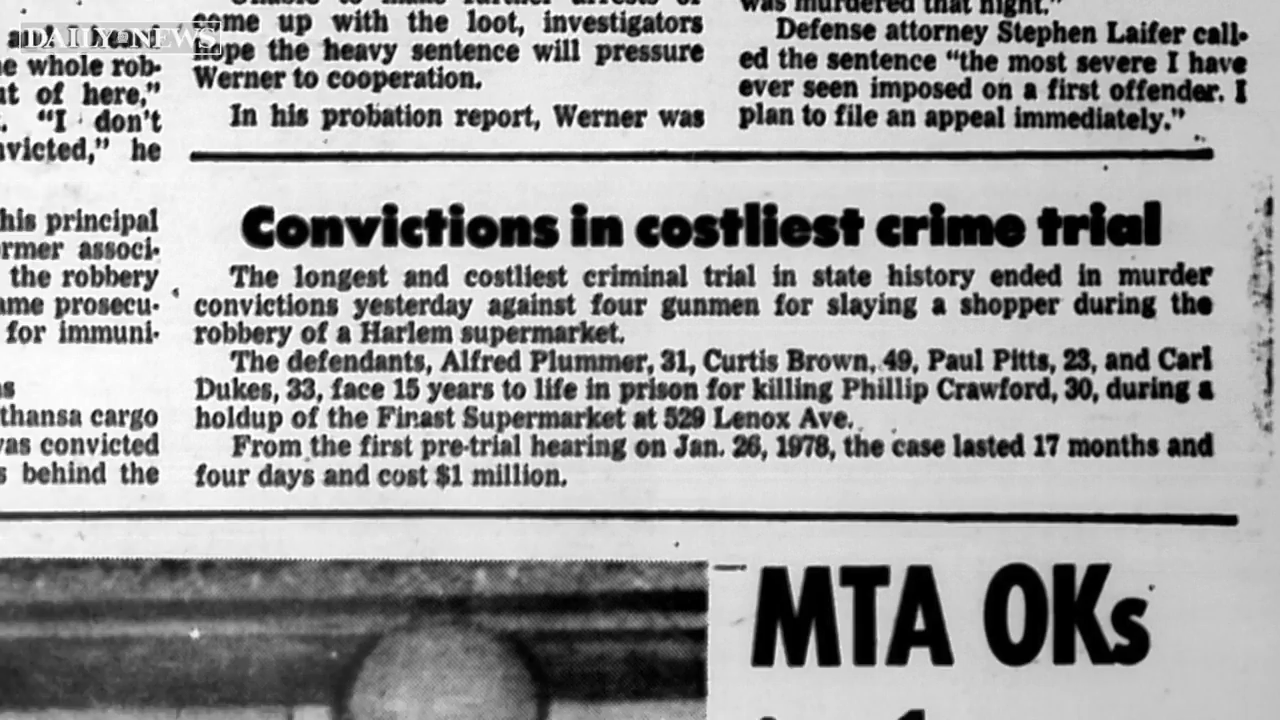 DAILY NEWS
he whole rob-
ut of here,"
"I don't
nvicted," he
his principal
rmer associ-
the robbery
ame prosecu-
for immuni-
thansa cargo
was convicted
s behind the
come up with the loot, investigators
hope the heavy sentence will pressure
Werner to cooperation.
In his probation report, Werner was
was murdered that night."
Defense attorney Stephen Laifer call-
ed the sentence "the most severe I have
ever seen imposed on a first offender. I
plan to file an appeal immediately."
Convictions in costliest crime trial
The longest and costliest criminal trial in state history ended in murder
convictions yesterday against four gunmen for slaying a shopper during the
robbery of a Harlem supermarket.
The defendants, Alfred Plummer, 31, Curtis Brown, 49, Paul Pitts, 23, and Carl
Dukes, 33, face 15 years to life in prison for killing Phillip Crawford, 30, during a
holdup of the Finast Supermarket at 529 Lenox Ave.
From the first pre-trial hearing on Jan. 26, 1978, the case lasted 17 months and
four days and cost $1 million.
MTA OKs